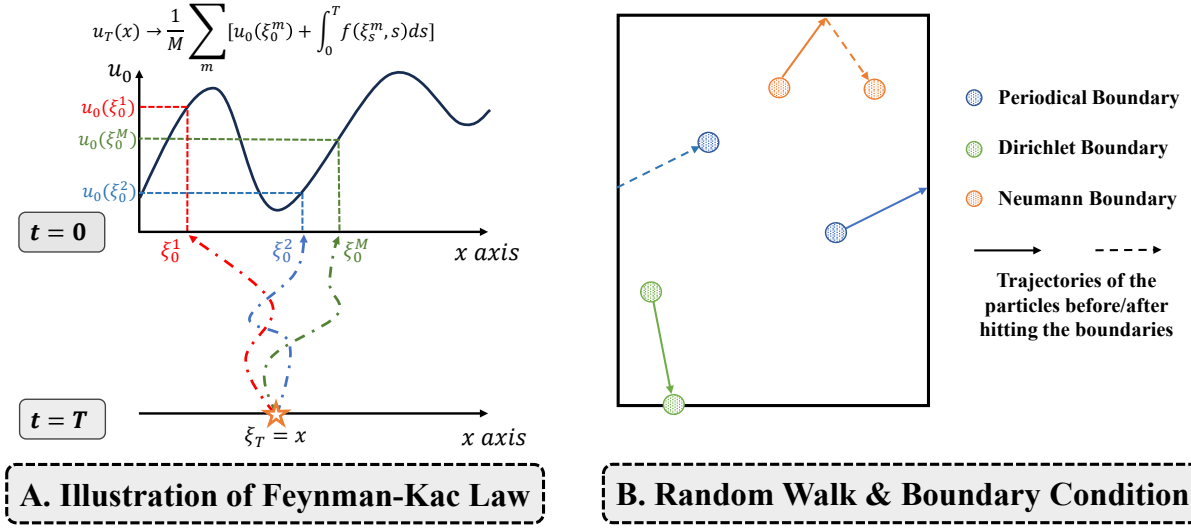 u_T(x) → 1/M ∑_m [u_0(ξ_0^m) + ∫_0^T f(ξ_s^m, s)ds]
u_0
u_0(ξ_0^1)
u_0(ξ_0^M)
u_0(ξ_0^2)
t = 0
ξ_0^1
ξ_0^2
ξ_0^M
x axis
t = T
ξ_T = x
x axis
A. Illustration of Feynman-Kac Law
Periodical Boundary
Dirichlet Boundary
Neumann Boundary
Trajectories of the
particles before/after
hitting the boundaries
B. Random Walk & Boundary Condition